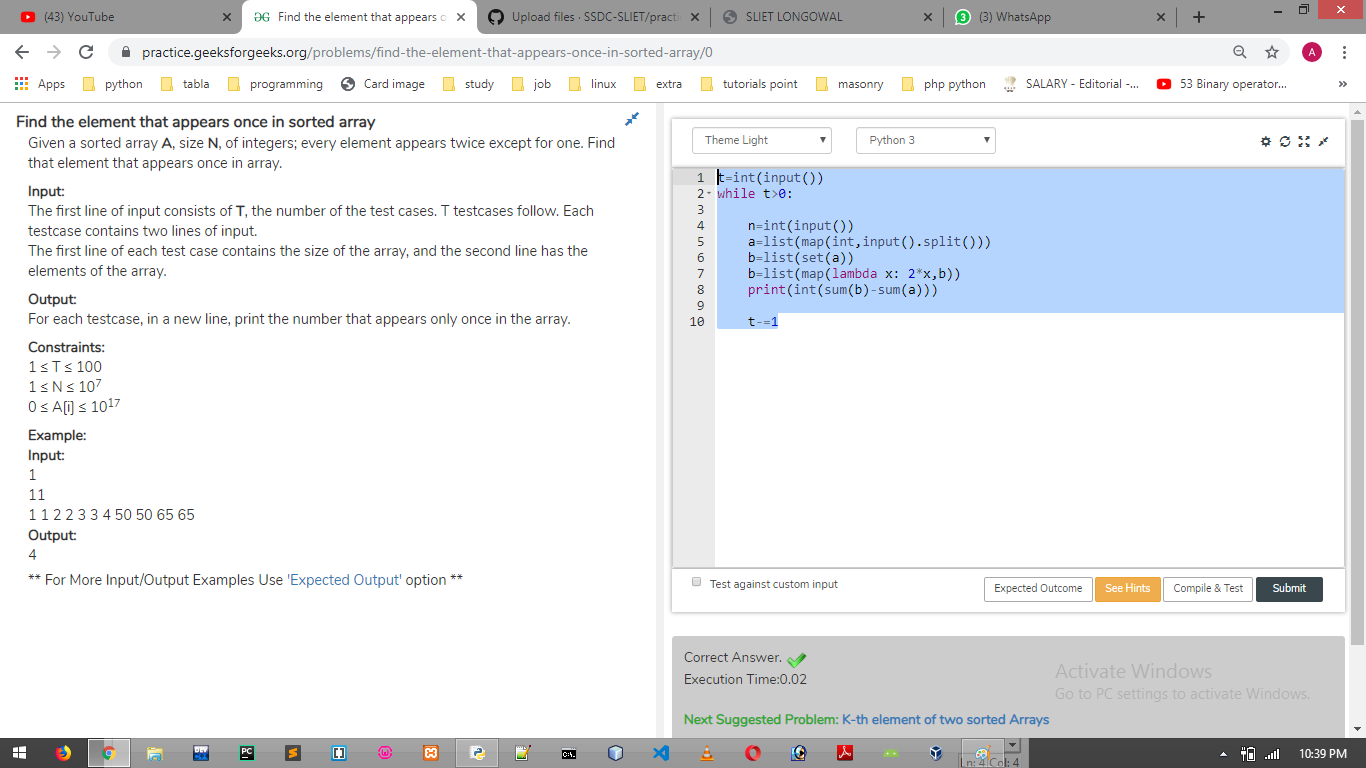 (43) YouTube
Find the element that appears o
Upload files · SSDC-SLIET/practi
SLIET LONGOWAL
(3) WhatsApp
practice.geeksforgeeks.org/problems/find-the-element-that-appears-once-in-sorted-array/0
A
Apps python tabla programming Card image study job linux extra tutorials point masonry php python SALARY - Editorial -... 53 Binary operator... »
Find the element that appears once in sorted array
Given a sorted array A, size N, of integers; every element appears twice except for one. Find
that element that appears once in array.
Input:
The first line of input consists of T, the number of the test cases. T testcases follow. Each
testcase contains two lines of input.
The first line of each test case contains the size of the array, and the second line has the
elements of the array.
Output:
For each testcase, in a new line, print the number that appears only once in the array.
Constraints:
1 ≤ T ≤ 100
1 ≤ N ≤ 10⁷
0 ≤ A[i] ≤ 10¹⁷
Example:
Input:
1
11
1 1 2 2 3 3 4 50 50 65 65
Output:
4
** For More Input/Output Examples Use 'Expected Output' option **
Theme Light
Python 3
1 t=int(input())
2 while t>0:
3
4     n=int(input())
5     a=list(map(int,input().split()))
6     b=list(set(a))
7     b=list(map(lambda x: 2*x,b))
8     print(int(sum(b)-sum(a)))
9
10     t-=1
Test against custom input
Expected Outcome See Hints Compile & Test Submit
Correct Answer.
Execution Time:0.02
Next Suggested Problem: K-th element of two sorted Arrays
Activate Windows
Go to PC settings to activate Windows.
PC
Ln: 4 Col: 4
10:39 PM